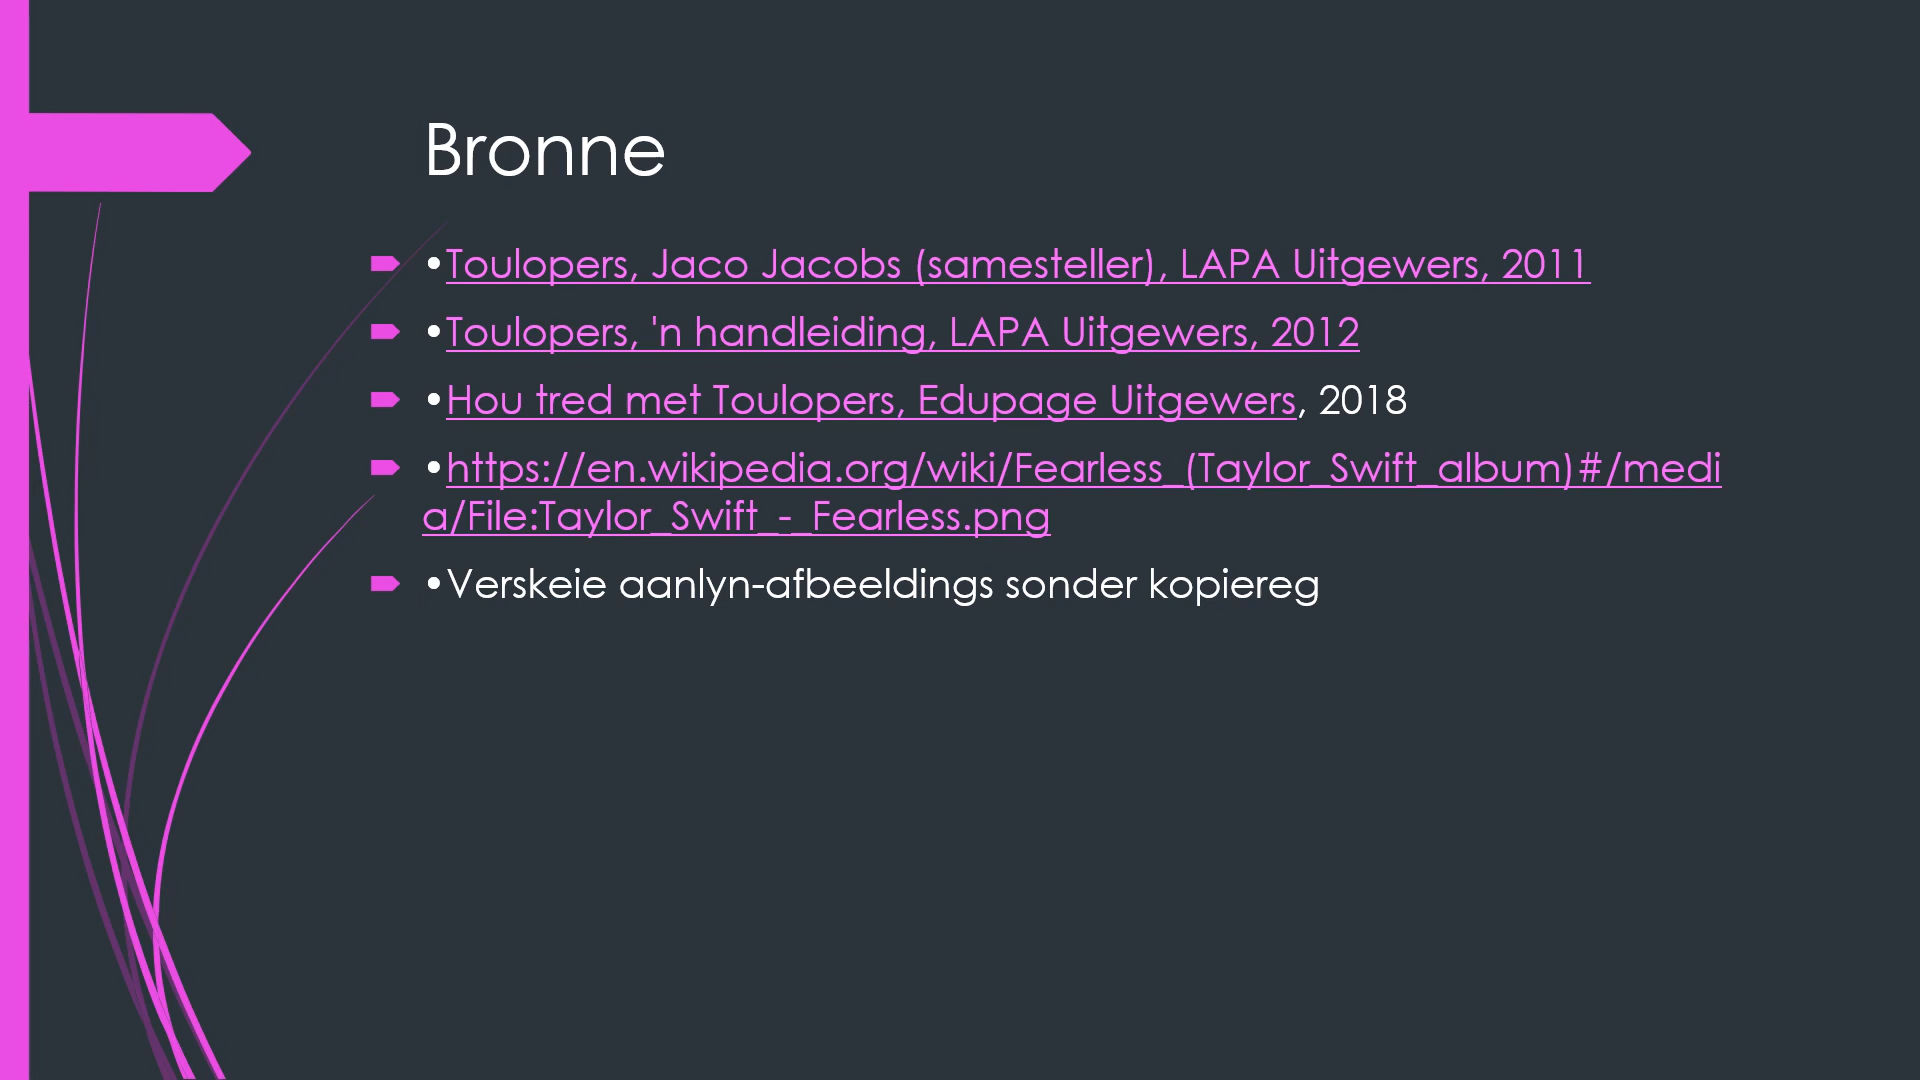 Bronne
•Toulopers, Jaco Jacobs (samesteller), LAPA Uitgewers, 2011
•Toulopers, 'n handleiding, LAPA Uitgewers, 2012
•Hou tred met Toulopers, Edupage Uitgewers, 2018
•https://en.wikipedia.org/wiki/Fearless_(Taylor_Swift_album)#/medi
a/File:Taylor_Swift_-_Fearless.png
•Verskeie aanlyn-afbeeldings sonder kopiereg